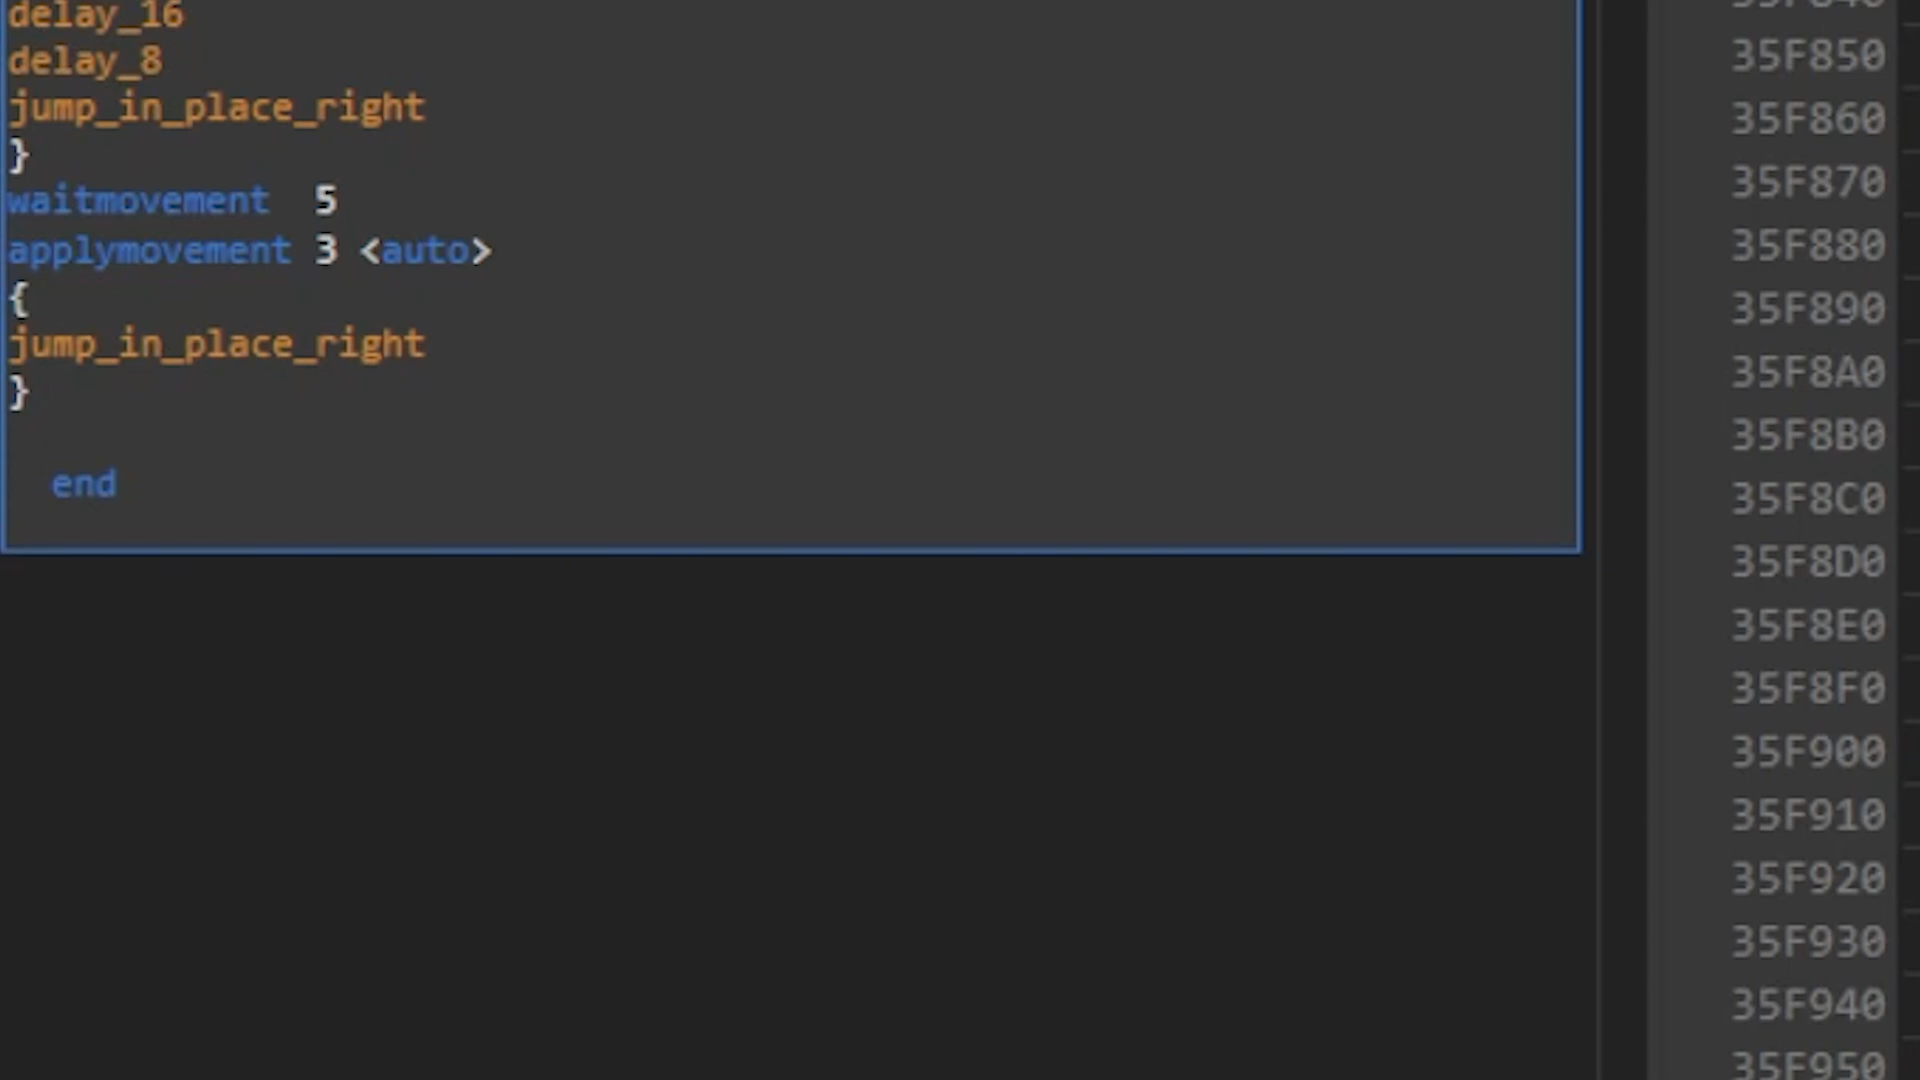 delay_16
delay_8
jump_in_place_right
}
waitmovement  5
applymovement 3 <auto>
{
jump_in_place_right
}
end
35F840
35F850
35F860
35F870
35F880
35F890
35F8A0
35F8B0
35F8C0
35F8D0
35F8E0
35F8F0
35F900
35F910
35F920
35F930
35F940
35F950